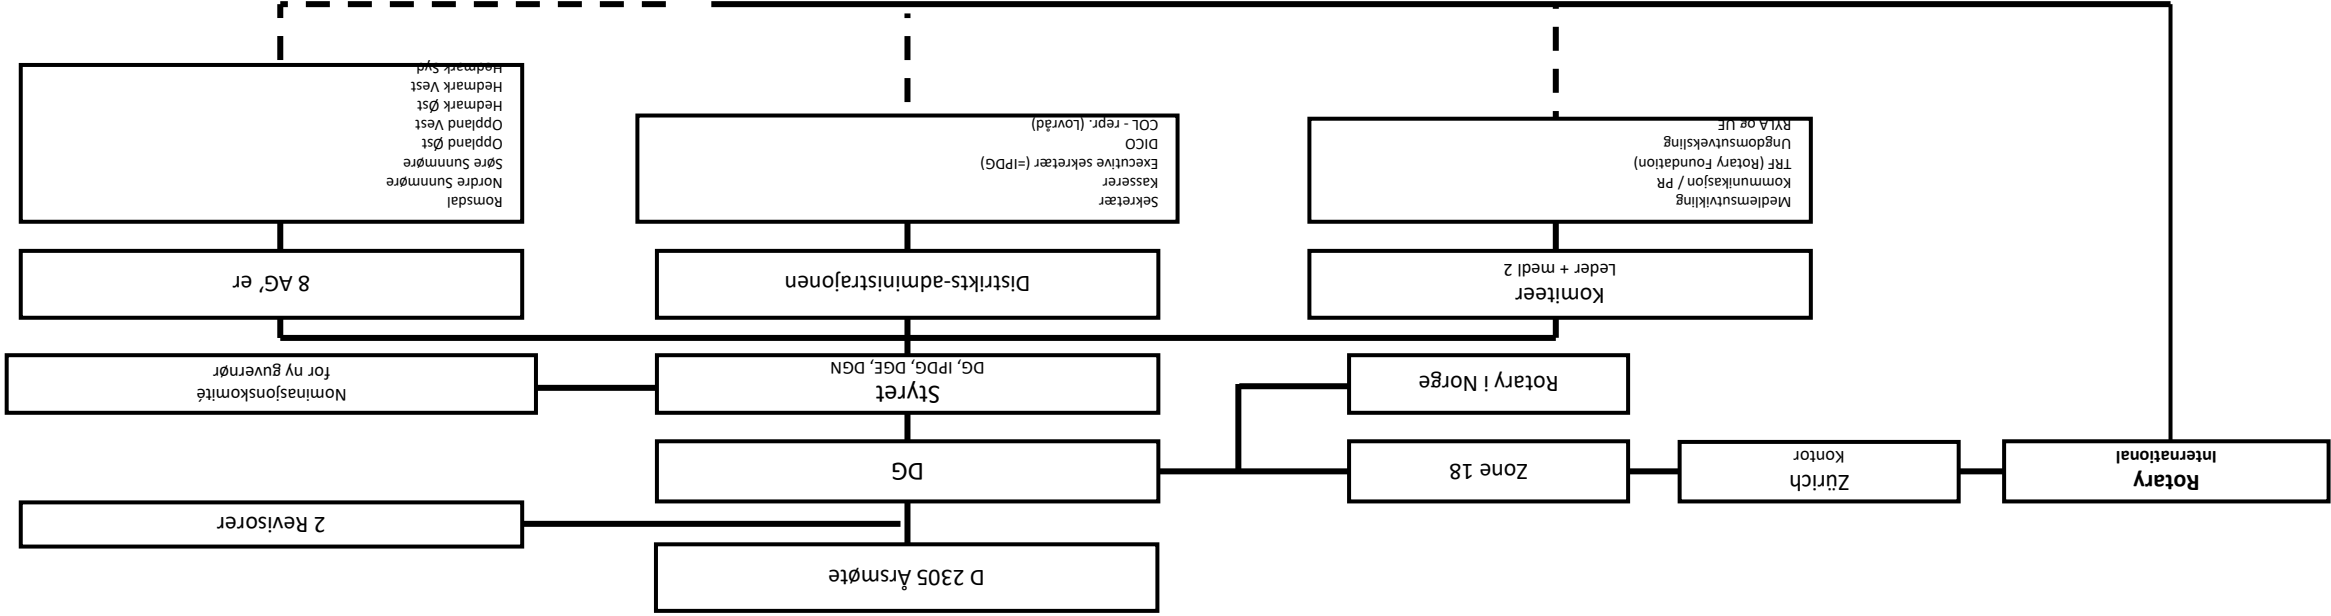 D 2305 Årsmøte
2 Revisorer
Rotary
International
Zürich
Kontor
Zone 18
DG
Rotary i Norge
Styret
DG, IPDG, DGE, DGN
Nominasjonskomité
for ny guvernør
Komiteer
Leder + medl 2
Distrikts-administrajonen
8 AG’ er
Medlemsutvikling
Kommunikasjon / PR
TRF (Rotary Foundation)
Ungdomsutveksling
RYLA og UE
Sekretær
Kasserer
Executive sekretær (=IPDG)
DICO
COL - repr. (Lovråd)
Romsdal
Nordre Sunnmøre
Søre Sunnmøre
Oppland Øst
Oppland Vest
Hedmark Øst
Hedmark Vest
Hedmark Syd